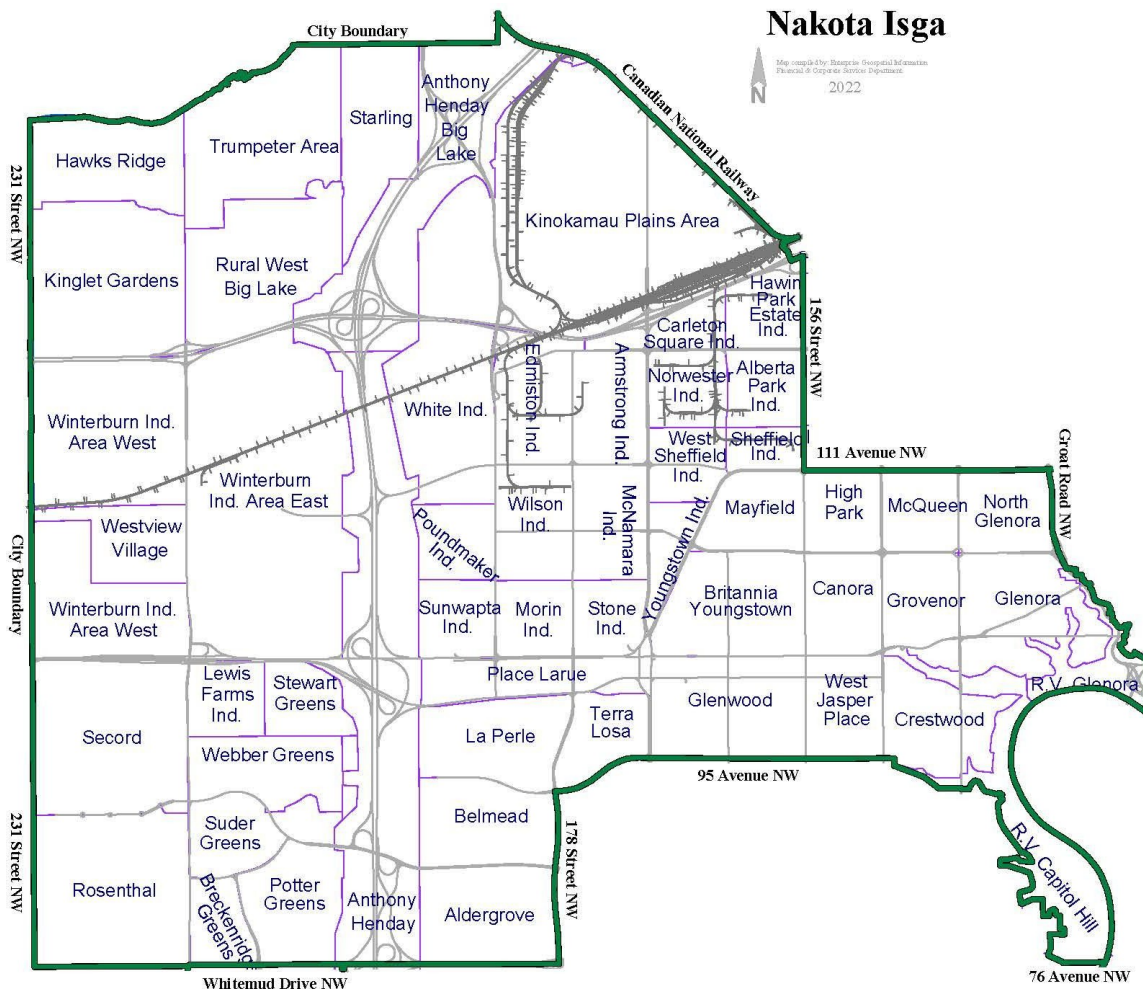 Nakota Isga
Map compiled by: Enterprise Geospatial Information
Financial & Corporate Services Department.
2022
N
City Boundary
Canadian National Railway
231 Street NW
Hawks Ridge
Trumpeter Area
Starling
Anthony
Henday
Big
Lake
Kinokamau Plains Area
Kinglet Gardens
Rural West
Big Lake
Hawin
Park
Estate
Ind.
156 Street NW
Carleton
Square Ind.
Winterburn Ind.
Area West
White Ind.
Edmiston Ind.
Armstrong Ind.
Norwester
Ind.
Alberta
Park
Ind.
West
Sheffield
Ind.
Sheffield
Ind.
111 Avenue NW
Groat Road NW
Winterburn
Ind. Area East
Westview
Village
Poundmaker
Ind.
Wilson
Ind.
McNamara
Ind.
Youngstown Ind.
Mayfield
High
Park
McQueen
North
Glenora
City Boundary
Winterburn Ind.
Area West
Sunwapta
Ind.
Morin
Ind.
Stone
Ind.
Britannia
Youngstown
Canora
Grovenor
Glenora
Lewis
Farms
Ind.
Stewart
Greens
Place Larue
Glenwood
West
Jasper
Place
Crestwood
R.V. Glenora
Secord
Webber Greens
La Perle
Terra
Losa
95 Avenue NW
231 Street NW
Suder
Greens
Belmead
178 Street NW
R.V. Capitol Hill
Rosenthal
Breckenridge
Greens
Potter
Greens
Anthony
Henday
Aldergrove
Whitemud Drive NW
76 Avenue NW